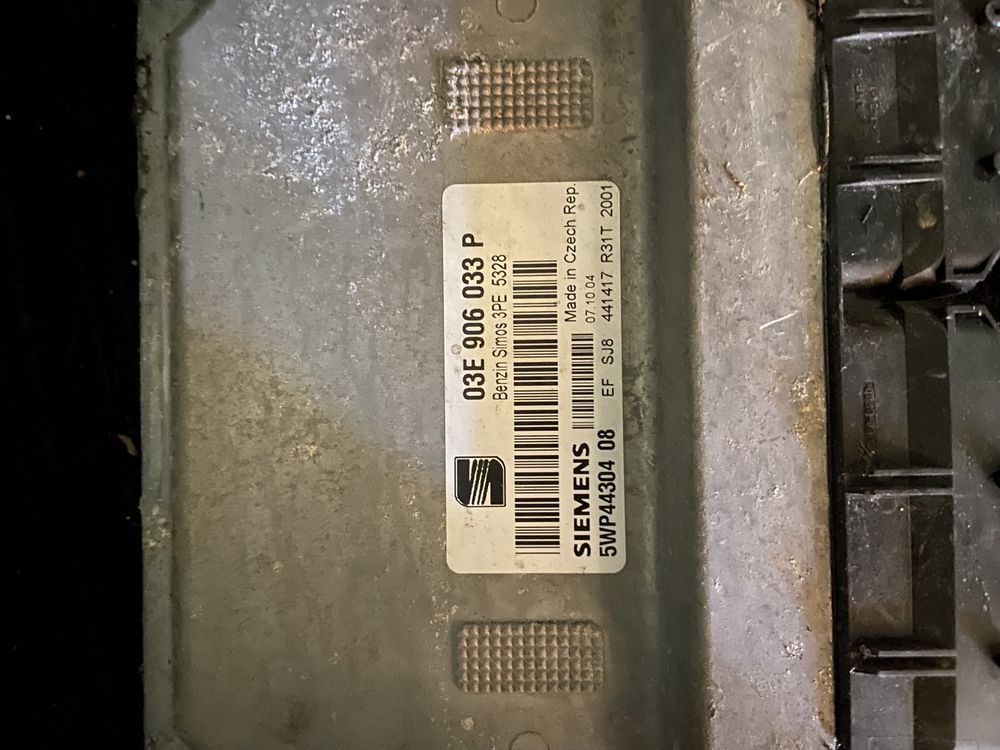 03E 906 033 P
Benzin Simos 3PE 5328
Made in Czech Rep.
SIEMENS 07.10.04
5WP44304 08 EF SJ8 441417 R31T 2001